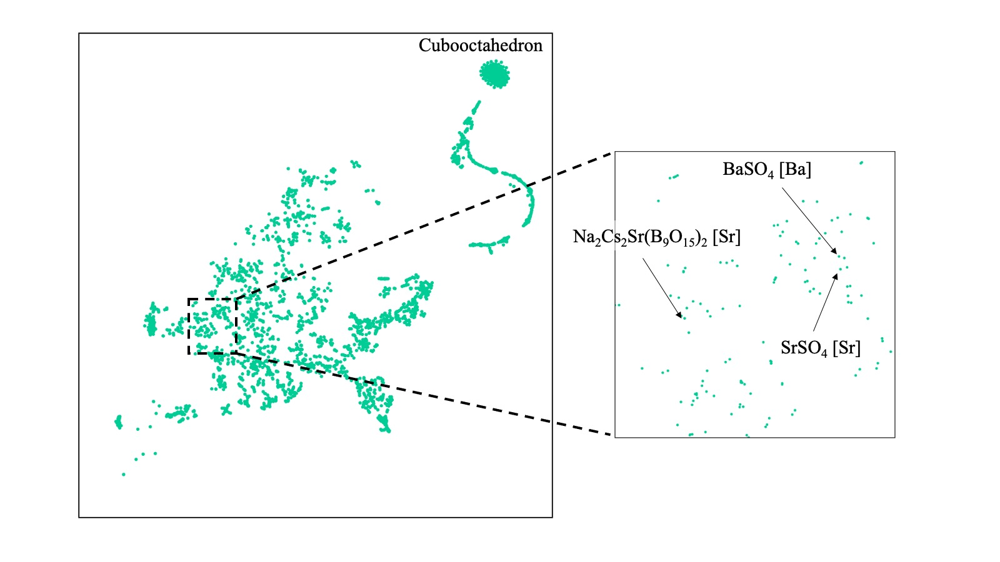 Cubooctahedron
BaSO₄ [Ba]
Na₂Cs₂Sr(B₉O₁₅)₂ [Sr]
SrSO₄ [Sr]